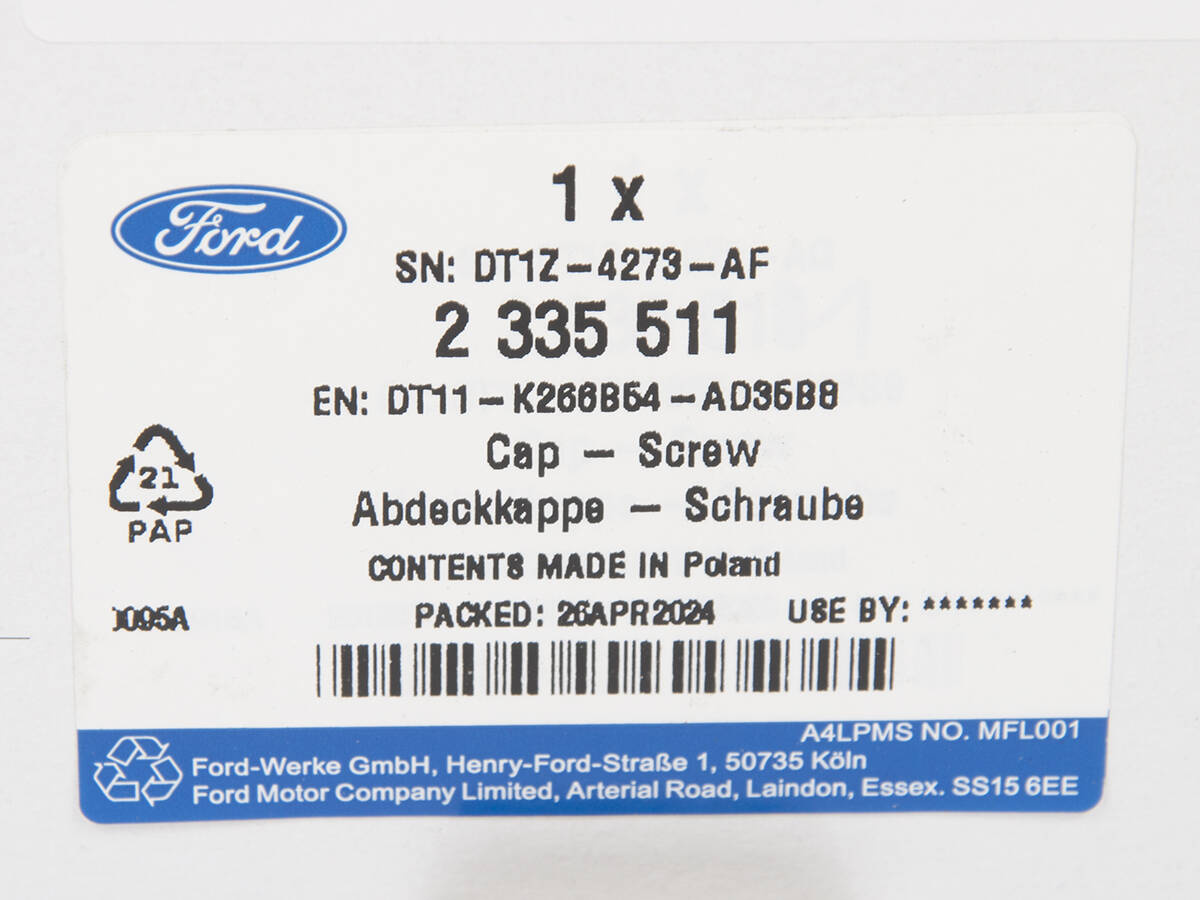 1 x
Ford
SN: DT1Z-4273-AF
2 335 511
EN: DT11-K266B54-AD35B8
Cap - Screw
Abdeckkappe - Schraube
21
PAP
CONTENTS MADE IN Poland
PACKED: 26APR2024 USE BY: *******
A4LPMS NO. MFL001
Ford-Werke GmbH, Henry-Ford-Straße 1, 50735 Köln
Ford Motor Company Limited, Arterial Road, Laindon, Essex. SS15 6EE